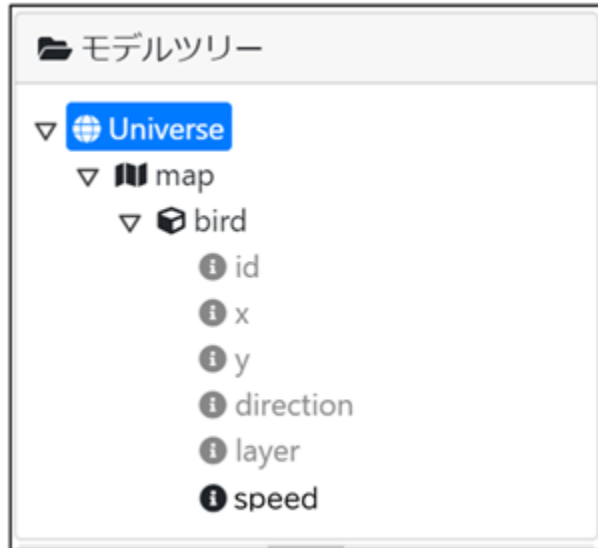 モデルツリー
Universe
map
bird
id
x
y
direction
layer
speed